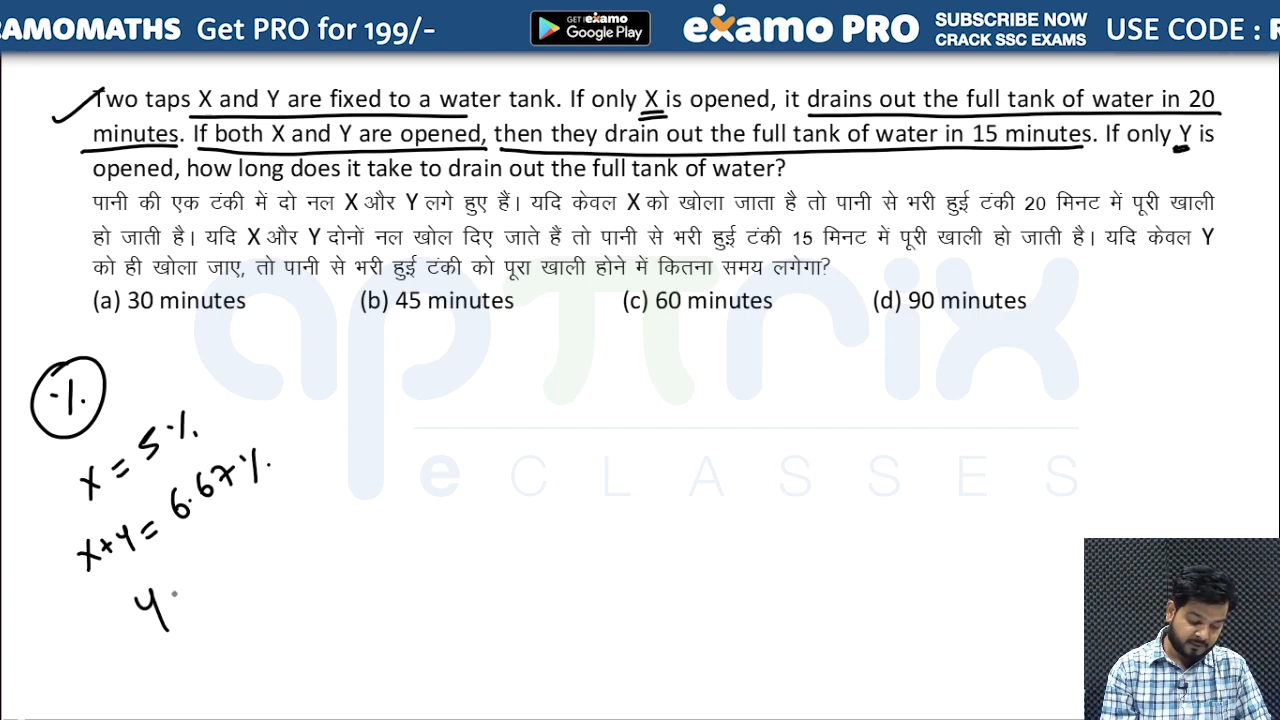 AMOMATHS Get PRO for 199/- GET examo Google Play examo PRO SUBSCRIBE NOW CRACK SSC EXAMS USE CODE :
Two taps X and Y are fixed to a water tank. If only X is opened, it drains out the full tank of water in 20
minutes. If both X and Y are opened, then they drain out the full tank of water in 15 minutes. If only Y is
opened, how long does it take to drain out the full tank of water?
पानी की एक टंकी में दो नल X और Y लगे हुए हैं। यदि केवल X को खोला जाता है तो पानी से भरी हुई टंकी 20 मिनट में पूरी खाली
हो जाती है। यदि X और Y दोनों नल खोल दिए जाते हैं तो पानी से भरी हुई टंकी 15 मिनट में पूरी खाली हो जाती है। यदि केवल Y
को ही खोला जाए, तो पानी से भरी हुई टंकी को पूरा खाली होने में कितना समय लगेगा?
(a) 30 minutes (b) 45 minutes (c) 60 minutes (d) 90 minutes
%
x = 5%
x+y = 6.67%
y
apπrix
e CLASSES